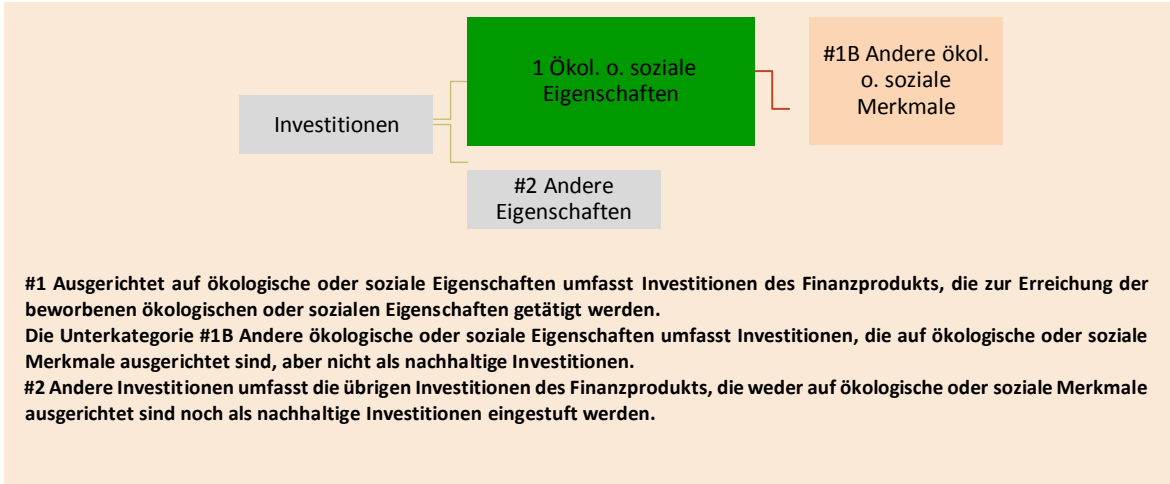 1 Ökol. o. soziale
Eigenschaften
#1B Andere ökol.
o. soziale
Merkmale
Investitionen
#2 Andere
Eigenschaften
#1 Ausgerichtet auf ökologische oder soziale Eigenschaften umfasst Investitionen des Finanzprodukts, die zur Erreichung der
beworbenen ökologischen oder sozialen Eigenschaften getätigt werden.
Die Unterkategorie #1B Andere ökologische oder soziale Eigenschaften umfasst Investitionen, die auf ökologische oder soziale
Merkmale ausgerichtet sind, aber nicht als nachhaltige Investitionen.
#2 Andere Investitionen umfasst die übrigen Investitionen des Finanzprodukts, die weder auf ökologische oder soziale Merkmale
ausgerichtet sind noch als nachhaltige Investitionen eingestuft werden.